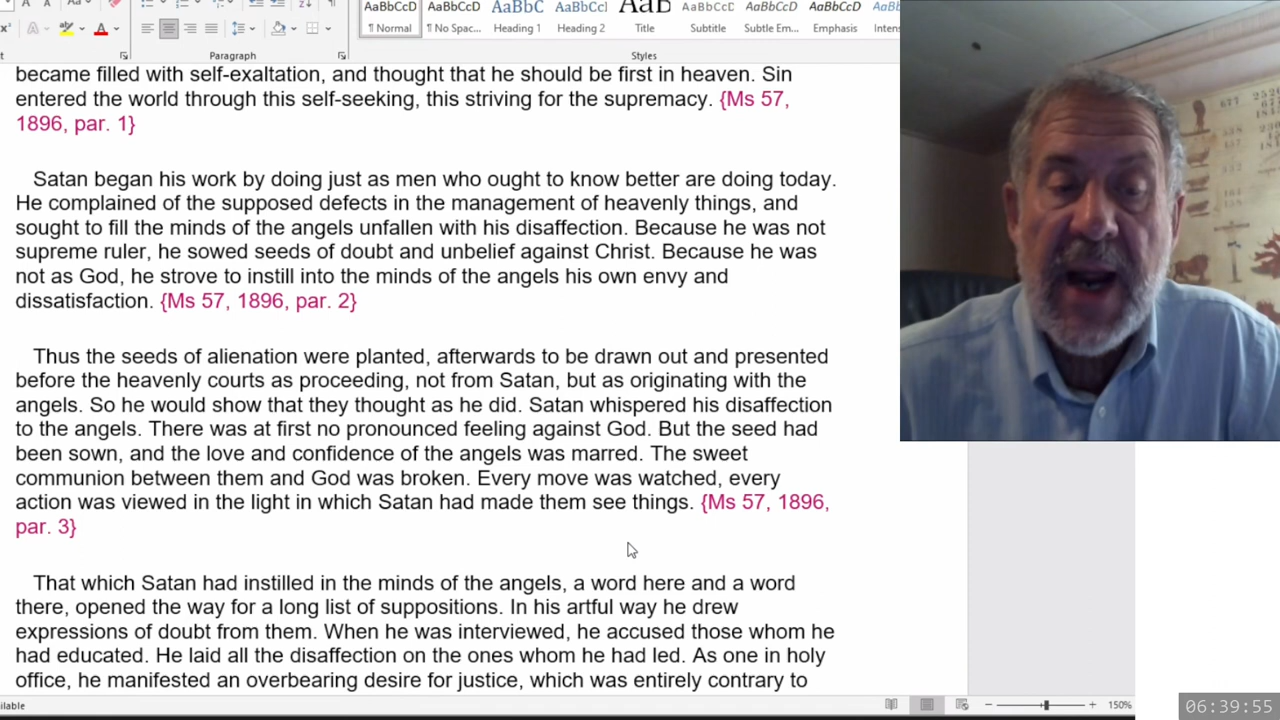 AaBbCcD AaBbCcD AaBbC AaBbCcl AaB AaBbCcD AaBbCcD AaBbCcD AaBb
¶ Normal ¶ No Spac... Heading 1 Heading 2 Title Subtitle Subtle Em... Emphasis Intens
Paragraph Styles
became filled with self-exaltation, and thought that he should be first in heaven. Sin
entered the world through this self-seeking, this striving for the supremacy. {Ms 57,
1896, par. 1}
Satan began his work by doing just as men who ought to know better are doing today.
He complained of the supposed defects in the management of heavenly things, and
sought to fill the minds of the angels unfallen with his disaffection. Because he was not
supreme ruler, he sowed seeds of doubt and unbelief against Christ. Because he was
not as God, he strove to instill into the minds of the angels his own envy and
dissatisfaction. {Ms 57, 1896, par. 2}
Thus the seeds of alienation were planted, afterwards to be drawn out and presented
before the heavenly courts as proceeding, not from Satan, but as originating with the
angels. So he would show that they thought as he did. Satan whispered his disaffection
to the angels. There was at first no pronounced feeling against God. But the seed had
been sown, and the love and confidence of the angels was marred. The sweet
communion between them and God was broken. Every move was watched, every
action was viewed in the light in which Satan had made them see things. {Ms 57, 1896,
par. 3}
That which Satan had instilled in the minds of the angels, a word here and a word
there, opened the way for a long list of suppositions. In his artful way he drew
expressions of doubt from them. When he was interviewed, he accused those whom he
had educated. He laid all the disaffection on the ones whom he had led. As one in holy
office, he manifested an overbearing desire for justice, which was entirely contrary to
ilable
150%
677
2520
538
457
06:39:55